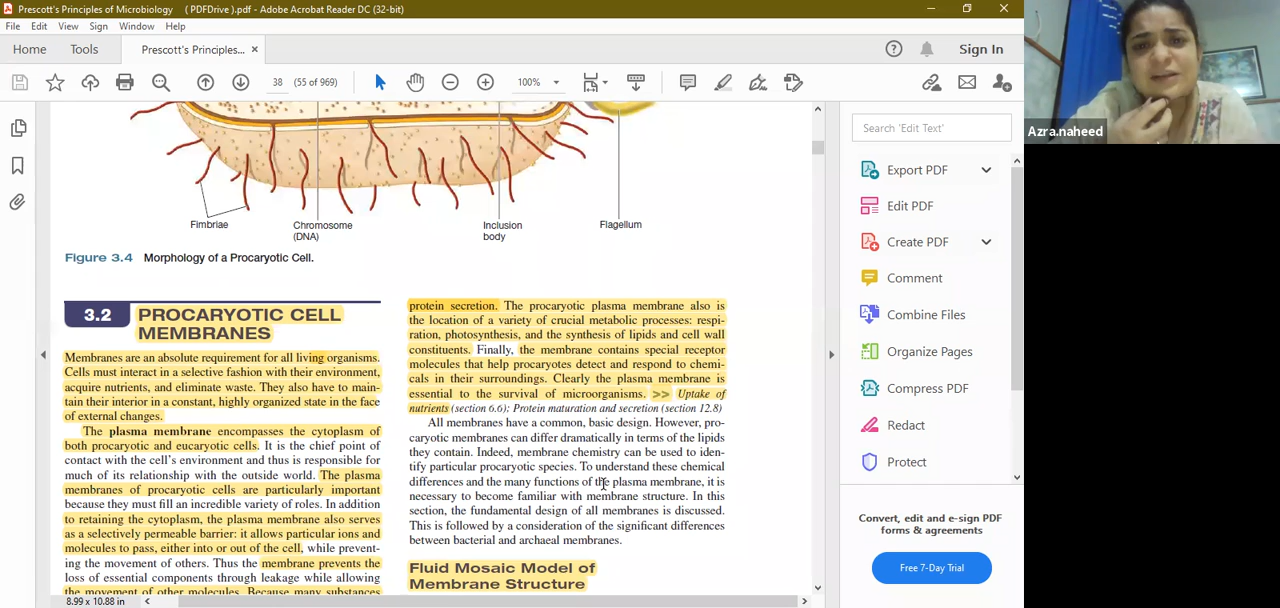 Prescott's Principles of Microbiology ( PDFDrive ).pdf - Adobe Acrobat Reader DC (32-bit)
File Edit View Sign Window Help
Home Tools Prescott's Principles... × Sign In
38 (55 of 969) 100%
Azra.naheed
Search 'Edit Text'
Export PDF
Edit PDF
Create PDF
Comment
Combine Files
Organize Pages
Compress PDF
Redact
Protect
Convert, edit and e-sign PDF
forms & agreements
Free 7-Day Trial
Fimbriae
Chromosome
(DNA)
Inclusion
body
Flagellum
Figure 3.4 Morphology of a Procaryotic Cell.
3.2 PROCARYOTIC CELL
MEMBRANES
Membranes are an absolute requirement for all living organisms.
Cells must interact in a selective fashion with their environment,
acquire nutrients, and eliminate waste. They also have to main-
tain their interior in a constant, highly organized state in the face
of external changes.
The plasma membrane encompasses the cytoplasm of
both procaryotic and eucaryotic cells. It is the chief point of
contact with the cell's environment and thus is responsible for
much of its relationship with the outside world. The plasma
membranes of procaryotic cells are particularly important
because they must fill an incredible variety of roles. In addition
to retaining the cytoplasm, the plasma membrane also serves
as a selectively permeable barrier: it allows particular ions and
molecules to pass, either into or out of the cell, while prevent-
ing the movement of others. Thus the membrane prevents the
loss of essential components through leakage while allowing
the movement of other molecules. Because many substances
protein secretion. The procaryotic plasma membrane also is
the location of a variety of crucial metabolic processes: respi-
ration, photosynthesis, and the synthesis of lipids and cell wall
constituents. Finally, the membrane contains special receptor
molecules that help procaryotes detect and respond to chemi-
cals in their surroundings. Clearly the plasma membrane is
essential to the survival of microorganisms. >> Uptake of
nutrients (section 6.6); Protein maturation and secretion (section 12.8)
All membranes have a common, basic design. However, pro-
caryotic membranes can differ dramatically in terms of the lipids
they contain. Indeed, membrane chemistry can be used to iden-
tify particular procaryotic species. To understand these chemical
differences and the many functions of the plasma membrane, it is
necessary to become familiar with membrane structure. In this
section, the fundamental design of all membranes is discussed.
This is followed by a consideration of the significant differences
between bacterial and archaeal membranes.
Fluid Mosaic Model of
Membrane Structure
8.99 x 10.88 in